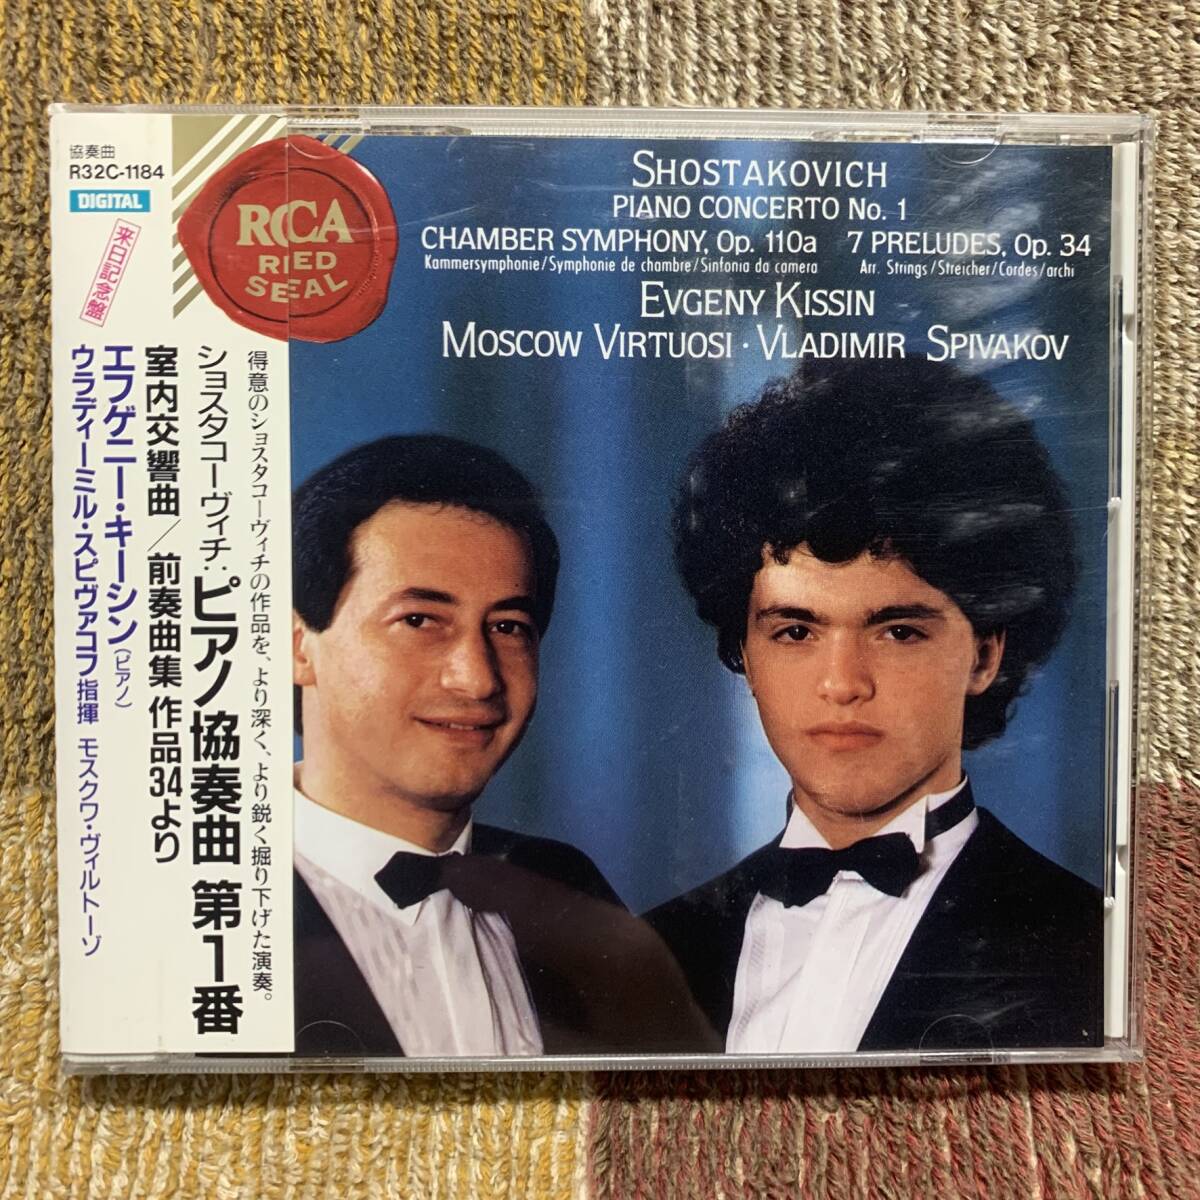 協奏曲
R32C-1184
DIGITAL
来日記念盤
RCA
RED
SEAL
得意のショスタコーヴィチの作品を、より深く、より鋭く掘り下げた演奏。
ショスタコーヴィチ:ピアノ協奏曲 第1番
室内交響曲/前奏曲集 作品34より
エフゲニー・キーシン(ピアノ)
ウラディーミル・スピヴァコフ指揮 モスクワ・ヴィルトーゾ
SHOSTAKOVICH
PIANO CONCERTO No. 1
CHAMBER SYMPHONY, Op. 110a 7 PRELUDES, Op. 34
Kammersymphonie/Symphonie de chambre/Sinfonia da camera Arr. Strings/Streicher/Cordes/archi
EVGENY KISSIN
MOSCOW VIRTUOSI · VLADIMIR SPIVAKOV